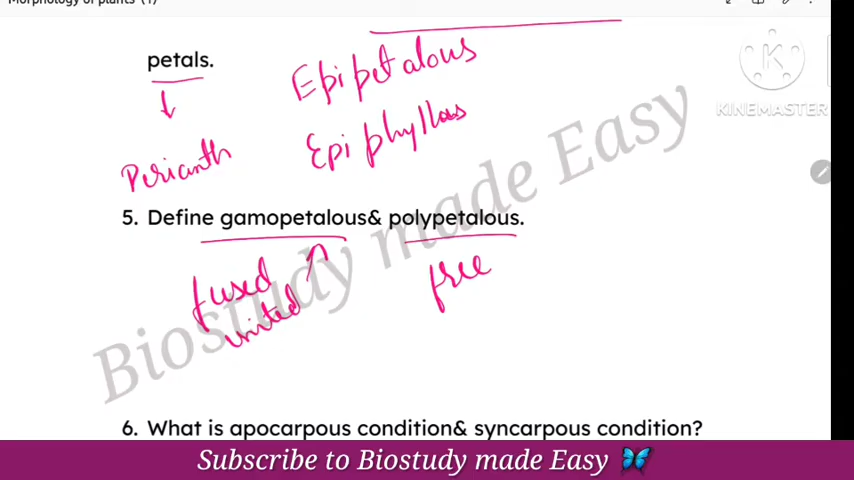 Morphology of plants (1)
petals.
Epipetalous
KINEMASTER
Epiphyllous
Perianth
Biostudy made Easy
5. Define gamopetalous& polypetalous.
fused
united
free
6. What is apocarpous condition& syncarpous condition?
Subscribe to Biostudy made Easy 🦋